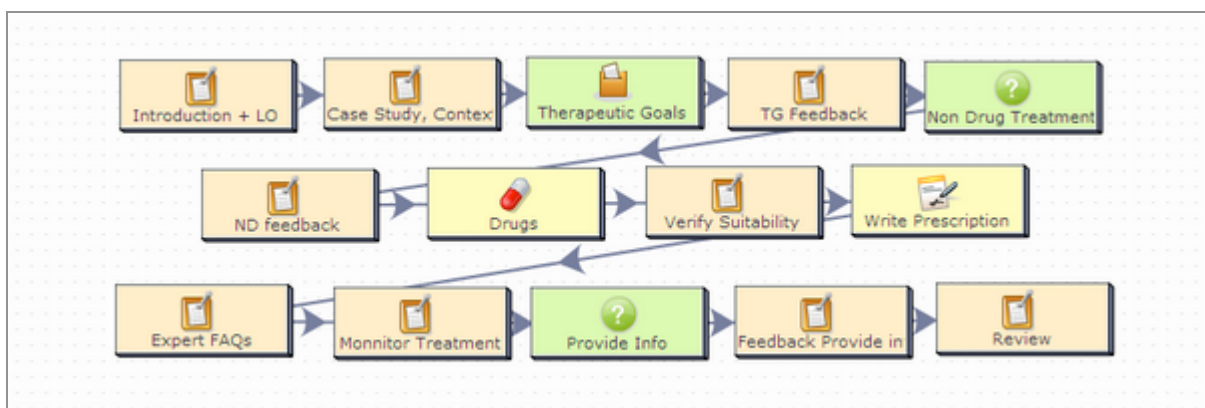 Introduction + LO
Case Study, Contex
Therapeutic Goals
TG Feedback
Non Drug Treatment
ND feedback
Drugs
Verify Suitability
Write Prescription
Expert FAQs
Monnitor Treatment
Provide Info
Feedback Provide in
Review